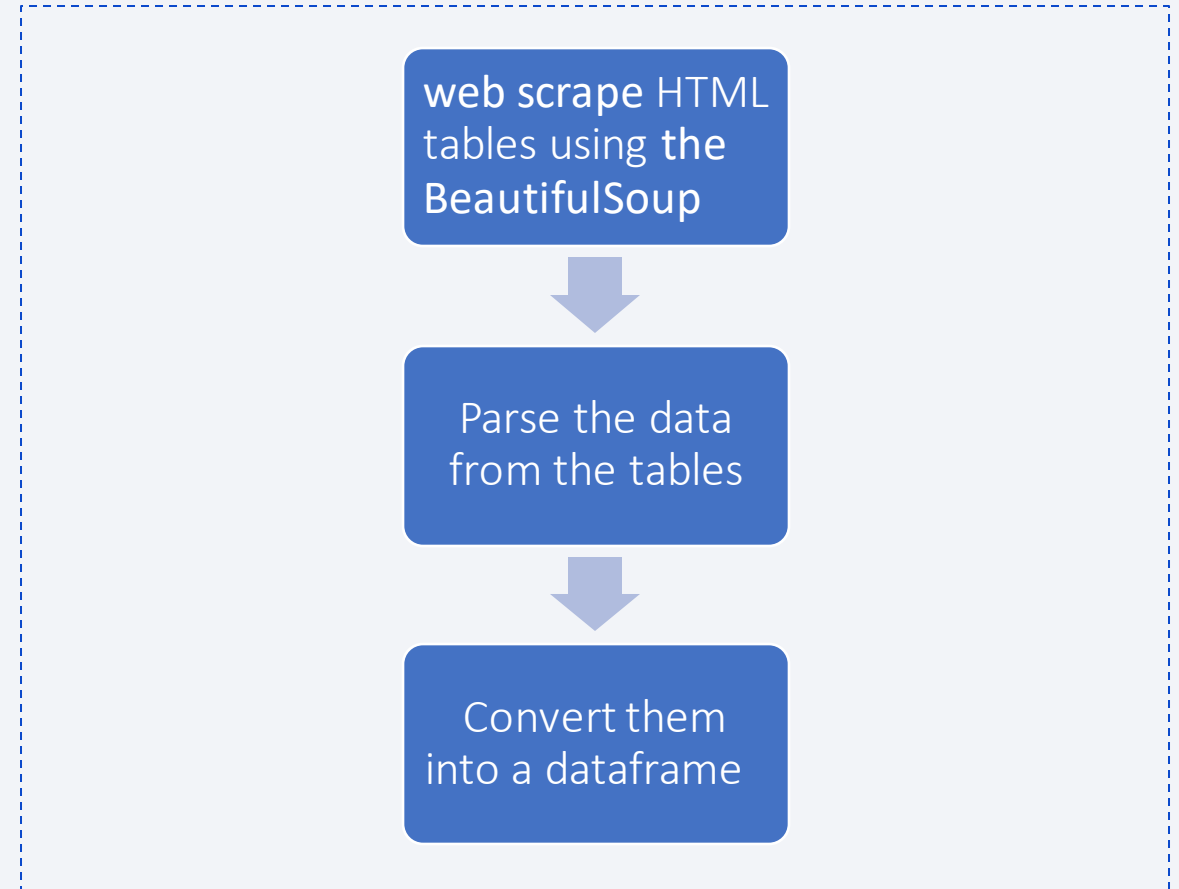 web scrape HTML
tables using the
BeautifulSoup
Parse the data
from the tables
Convert them
into a dataframe